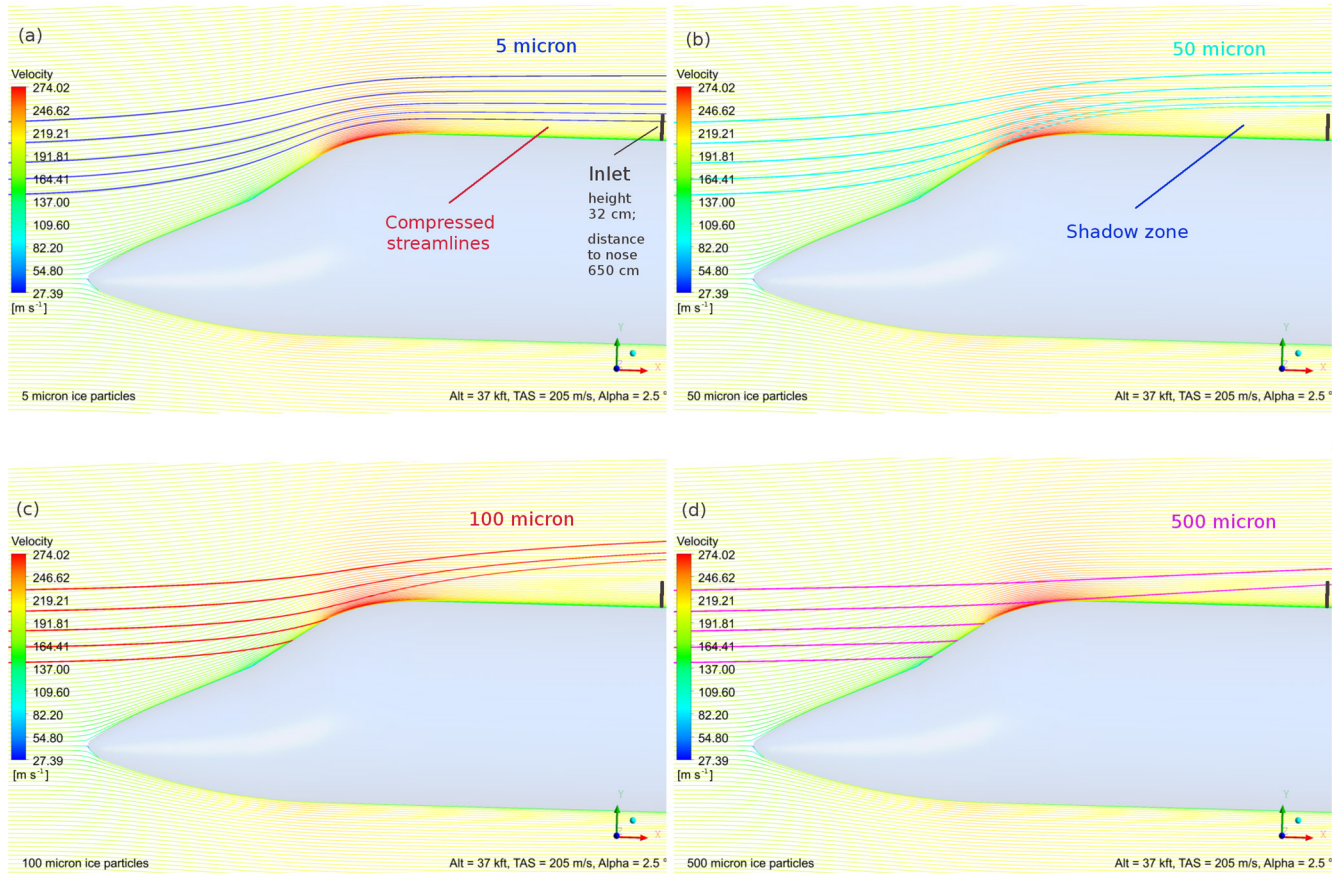 (a)
5 micron
Velocity
274.02
246.62
219.21
191.81
164.41
137.00
109.60
82.20
54.80
27.39
[m s⁻¹]
Compressed
streamlines
Inlet
height
32 cm;
distance
to nose
650 cm
Y
X
5 micron ice particles
Alt = 37 kft, TAS = 205 m/s, Alpha = 2.5 °
(b)
50 micron
Velocity
274.02
246.62
219.21
191.81
164.41
137.00
109.60
82.20
54.80
27.39
[m s⁻¹]
Shadow zone
Y
X
50 micron ice particles
Alt = 37 kft, TAS = 205 m/s, Alpha = 2.5 °
(c)
100 micron
Velocity
274.02
246.62
219.21
191.81
164.41
137.00
109.60
82.20
54.80
27.39
[m s⁻¹]
Y
X
100 micron ice particles
Alt = 37 kft, TAS = 205 m/s, Alpha = 2.5 °
(d)
500 micron
Velocity
274.02
246.62
219.21
191.81
164.41
137.00
109.60
82.20
54.80
27.39
[m s⁻¹]
Y
X
500 micron ice particles
Alt = 37 kft, TAS = 205 m/s, Alpha = 2.5 °